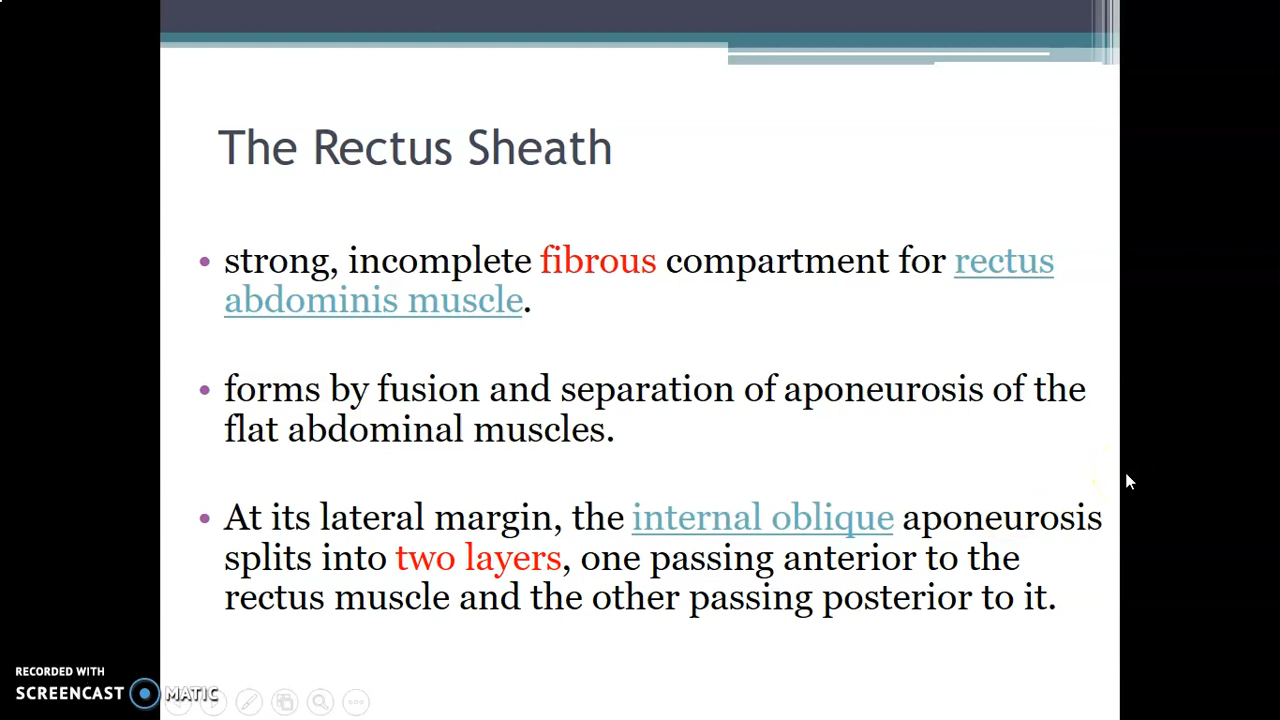 The Rectus Sheath
• strong, incomplete fibrous compartment for rectus
abdominis muscle.
• forms by fusion and separation of aponeurosis of the
flat abdominal muscles.
• At its lateral margin, the internal oblique aponeurosis
splits into two layers, one passing anterior to the
rectus muscle and the other passing posterior to it.
RECORDED WITH
SCREENCAST MATIC